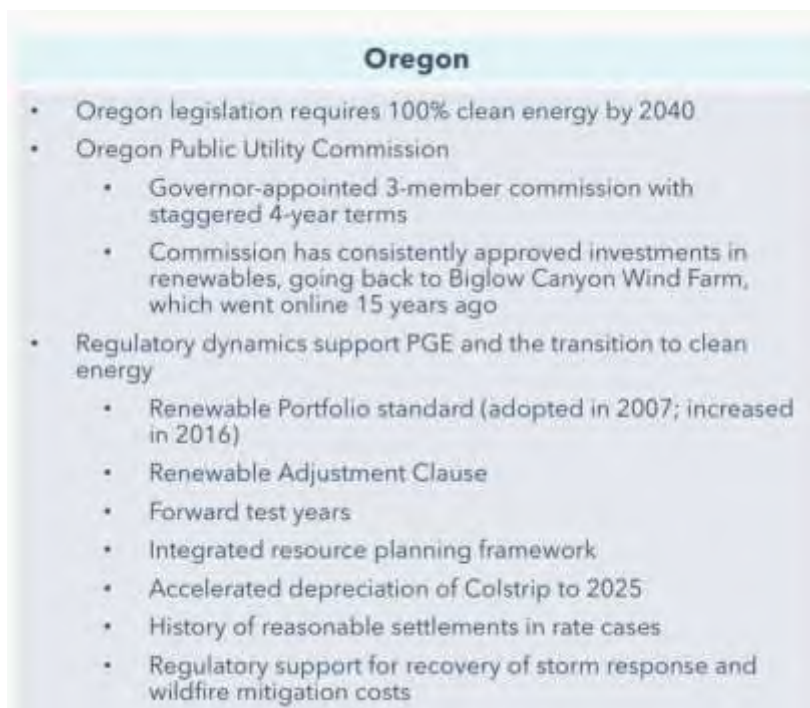 Oregon
• Oregon legislation requires 100% clean energy by 2040
• Oregon Public Utility Commission
• Governor-appointed 3-member commission with
staggered 4-year terms
• Commission has consistently approved investments in
renewables, going back to Biglow Canyon Wind Farm,
which went online 15 years ago
• Regulatory dynamics support PGE and the transition to clean
energy
• Renewable Portfolio standard (adopted in 2007; increased
in 2016)
• Renewable Adjustment Clause
• Forward test years
• Integrated resource planning framework
• Accelerated depreciation of Colstrip to 2025
• History of reasonable settlements in rate cases
• Regulatory support for recovery of storm response and
wildfire mitigation costs